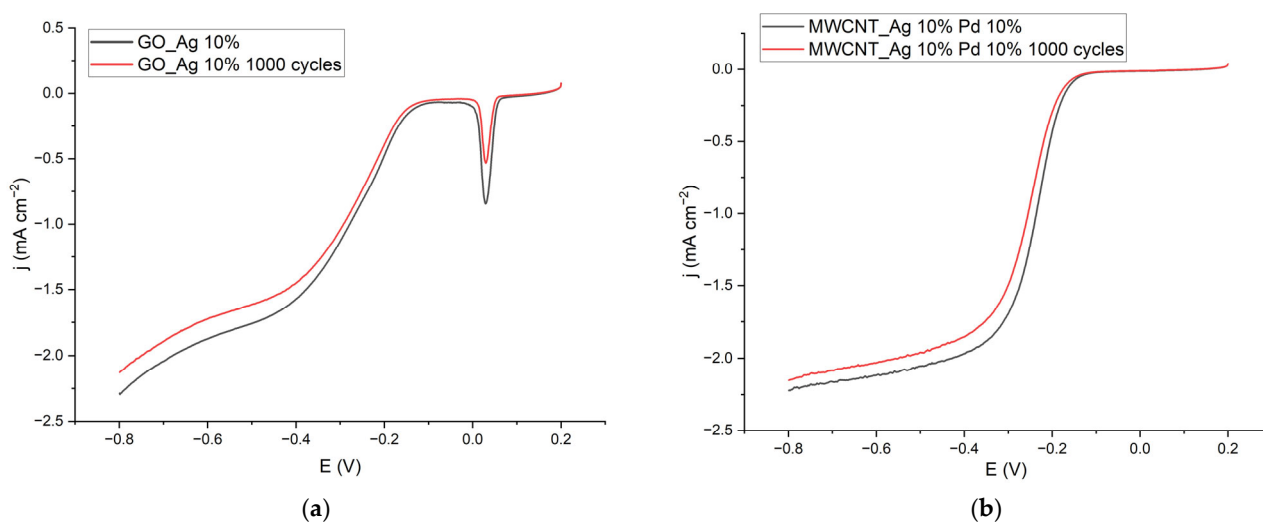 GO_Ag 10%
GO_Ag 10% 1000 cycles
0.5
0.0
−0.5
−1.0
−1.5
−2.0
−2.5
j (mA cm⁻²)
−0.8
−0.6
−0.4
−0.2
0.0
0.2
E (V)
(a)
MWCNT_Ag 10% Pd 10%
MWCNT_Ag 10% Pd 10% 1000 cycles
0.0
−0.5
−1.0
−1.5
−2.0
−2.5
j (mA cm⁻²)
−0.8
−0.6
−0.4
−0.2
0.0
0.2
E (V)
(b)